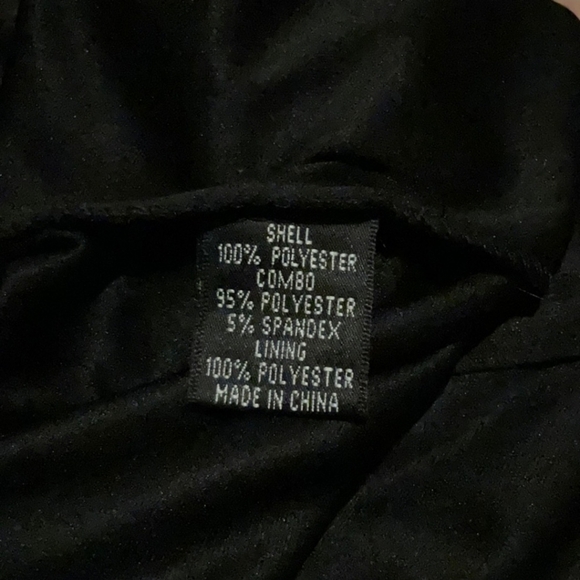 SHELL
100% POLYESTER
COMBO
95% POLYESTER
5% SPANDEX
LINING
100% POLYESTER
MADE IN CHINA